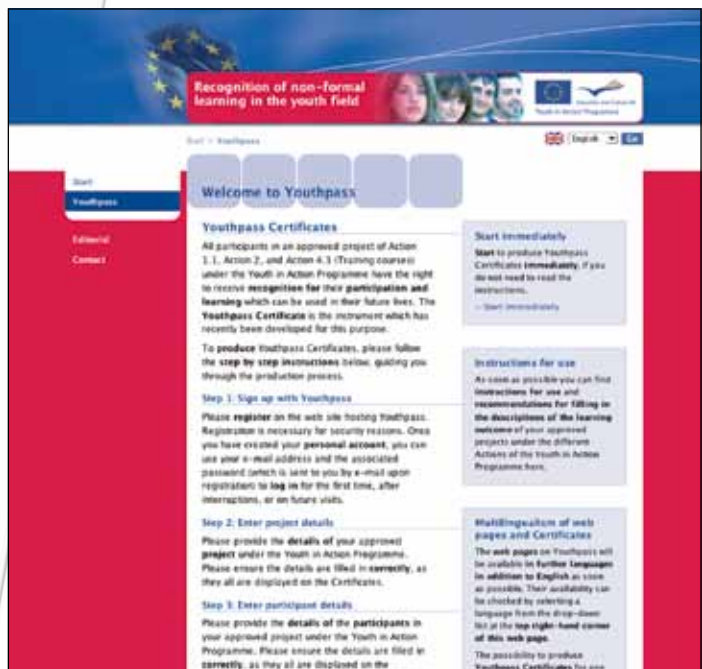 Recognition of non-formal
learning in the youth field
Youth in Action Programme
Start > Youthpass
English
Go
Start
Youthpass
Editorial
Contact
Welcome to Youthpass
Youthpass Certificates
All participants in an approved project of Action
1.1, Action 2, and Action 4.3 (Training courses)
under the Youth in Action Programme have the right
to receive recognition for their participation and
learning which can be used in their future lives. The
Youthpass Certificate is the instrument which has
recently been developed for this purpose.
To produce Youthpass Certificates, please follow
the step by step instructions below, guiding you
through the production process.
Step 1: Sign up with Youthpass
Please register on the web site hosting Youthpass.
Registration is necessary for security reasons. Once
you have created your personal account, you can
use your e-mail address and the associated
password (which is sent to you by e-mail upon
registration) to log in for the first time, after
interruptions, or on future visits.
Step 2: Enter project details
Please provide the details of your approved
project under the Youth in Action Programme.
Please ensure the details are filled in correctly, as
they all are displayed on the Certificates.
Step 3: Enter participant details
Please provide the details of the participants in
your approved project under the Youth in Action
Programme. Please ensure the details are filled in
correctly, as they all are displayed on the
Start immediately
Start to produce Youthpass
Certificates immediately, if you
do not need to read the
instructions.
Start immediately
Instructions for use
As soon as possible you can find
instructions for use and
recommendations for filling in
the descriptions of the learning
outcome of your approved
projects under the different
Actions of the Youth in Action
Programme here.
Multilingualism of web
pages and Certificates
The web pages on Youthpass will
be available in further languages
in addition to English as soon
as possible. Their availability can
be checked by selecting a
language from the drop-down
list at the top right-hand corner
of this web page.
The possibility to produce
Youthpass Certificates for